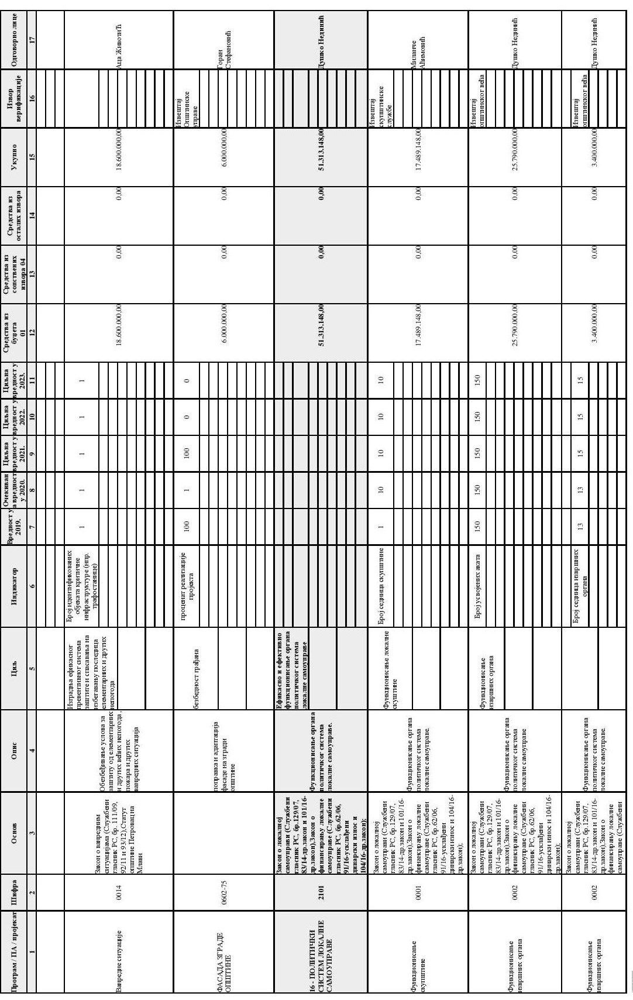 Програм / ПА / пројекат
Шифра
Основ
Опис
Циљ
Индикатор
Вредност у
2019.
Очекиван
а вредност
у 2020.
Циљна
вредност у
2021.
Циљна
вредност у
2022.
Циљна
вредност у
2023.
Средства из
буџета
01
Средства из
сопствених
извора 04
Средства из
осталих извора
Укупно
Извор
верификације
Одговорно лице
1
2
3
4
5
6
7
8
9
10
11
12
13
14
15
16
17
Ванредне ситуације
0014
Закон о ванредним
ситуацијама (Службени
гласник РС, бр. 111/09,
92/11 и 93/12),Статут
општине Петровац на
Млави
Обезбеђивање услова за
заштиту од елементарних
и других већих непогода ,
пожара и других
ванредних ситуација
Изградња ефикасног
превентивног система
заштите и спасавања на
избегавању последица
елементарних и других
непогода
Број идентификованих
објеката критичне
инфраструктуре (нпр.
трафостанице)
1
1
1
1
1
18.600.000,00
0,00
0,00
18.600.000,00
Аца Животић
ФАСАДА ЗГРАДЕ
ОПШТИНЕ
0602-75
поправка и адаптација
фасаде на згради
општине
безбедност грађана
проценат реализације
пројекта
100
1
100
0
0
6.000.000,00
0,00
0,00
6.000.000,00
Извештај
Општинске
управе
Горан
Стефановић
16 - ПОЛИТИЧКИ
СИСТЕМ ЛОКАЛНЕ
САМОУПРАВЕ
2101
Закон о локалној
самоуправи (Службени
гласник РС, бр.129/07,
83/14-др.закон и 101/16-
др.закон),Закон о
финансирању локалне
самоуправе (Службени
гласник РС, бр.62/06,
91/16-усклађени
динарски износ и
104/16-др.закон);
Функционисање органа
политичког система
локалне самоуправе.
Ефикасно и ефективно
функционисање органа
политичког система
локалне самоуправе
51.313.148,00
0,00
0,00
51.313.148,00
Душко Нединић
Функционисање
скупштине
0001
Закон о локалној
самоуправи (Службени
гласник РС, бр.129/07,
83/14-др.закон и 101/16-
др.закон),Закон о
финансирању локалне
самоуправе (Службени
гласник РС, бр.62/06,
91/16-усклађени
динарски износ и 104/16-
др.закон);
Функционисање органа
политичког система
локалне самоуправе.
Функционисање локалне
скуштине
Број седница скупштине
1
10
10
10
10
17.489.148,00
0,00
0,00
17.489.148,00
Извештај
скупштинске
службе
Миланче
Аћимовић
Функционисање
извршних органа
0002
Закон о локалној
самоуправи (Службени
гласник РС, бр.129/07,
83/14-др.закон и 101/16-
др.закон),Закон о
финансирању локалне
самоуправе (Службени
гласник РС, бр.62/06,
91/16-усклађени
динарски износ и 104/16-
др.закон);
Функционисање органа
политичког система
локалне самоуправе
Функционисање
извршних органа
Број усвојених аката
150
150
150
150
150
25.790.000,00
0,00
0,00
25.790.000,00
Извештај
општинског већа
Душко Нединић
Функционисање
извршних органа
0002
Закон о локалној
самоуправи (Службени
гласник РС, бр.129/07,
83/14-др.закон и 101/16-
др.закон),Закон о
финансирању локалне
самоуправе (Службени
Функционисање органа
политичког система
локалне самоуправе.
Број седница извршних
органа
13
13
15
15
15
3.400.000,00
0,00
0,00
3.400.000,00
Извештај
општинског већа
Душко Нединић